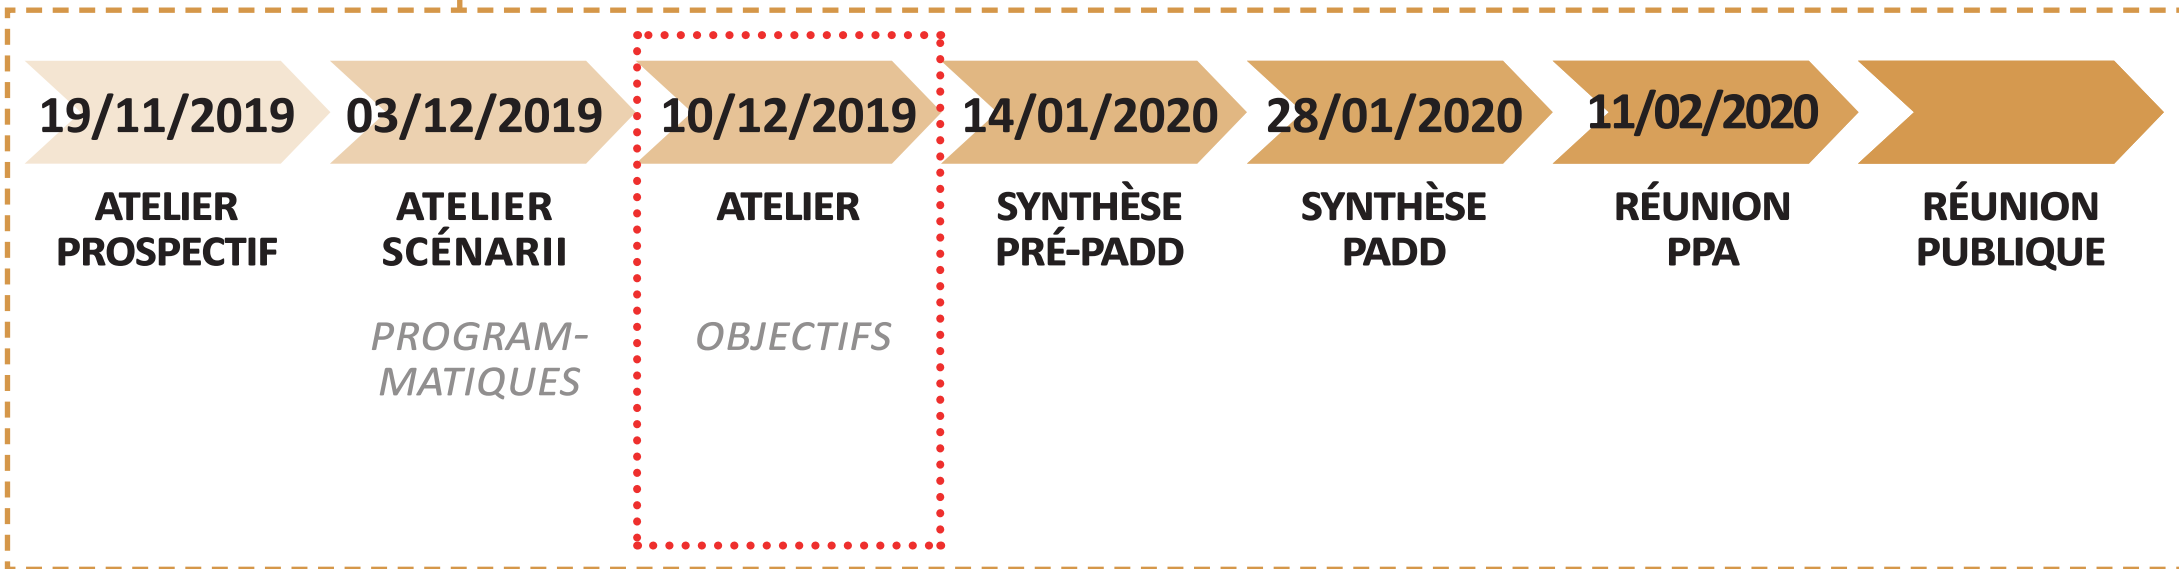 19/11/2019
ATELIER
PROSPECTIF
03/12/2019
ATELIER
SCÉNARII
PROGRAM-
MATIQUES
10/12/2019
ATELIER
OBJECTIFS
14/01/2020
SYNTHÈSE
PRÉ-PADD
28/01/2020
SYNTHÈSE
PADD
11/02/2020
RÉUNION
PPA
RÉUNION
PUBLIQUE